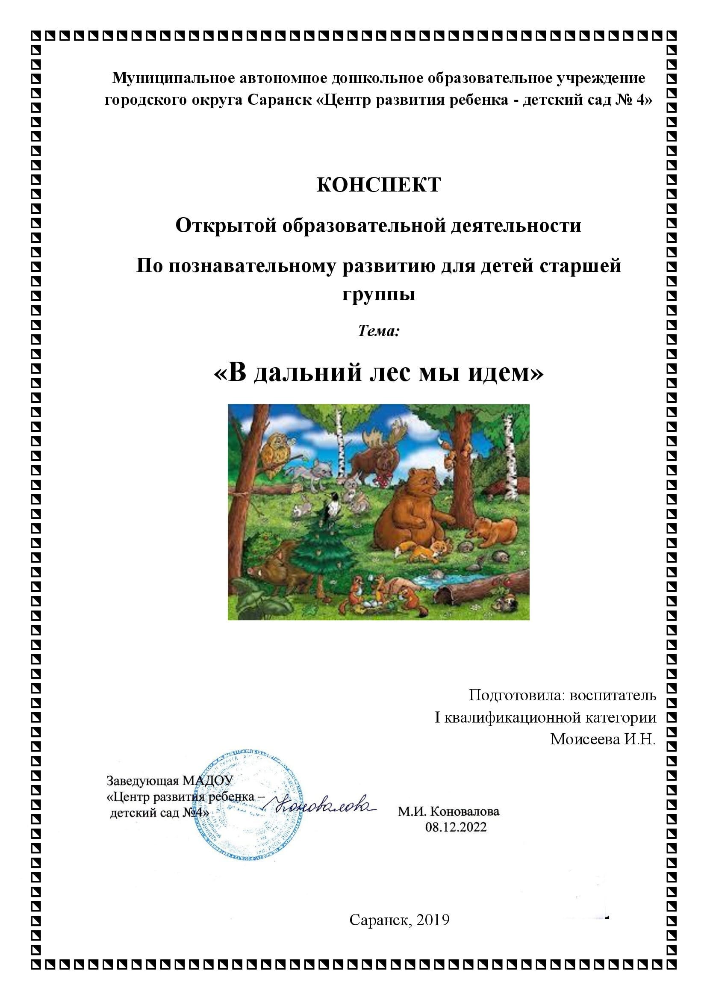 Муниципальное автономное дошкольное образовательное учреждение
городского округа Саранск «Центр развития ребенка - детский сад № 4»
КОНСПЕКТ
Открытой образовательной деятельности
По познавательному развитию для детей старшей
группы
Тема:
«В дальний лес мы идем»
Подготовила: воспитатель
I квалификационной категории
Моисеева И.Н.
Заведующая МАДОУ
«Центр развития ребенка –
детский сад №4»
Коновалова
М.И. Коновалова
08.12.2022
Саранск, 2019